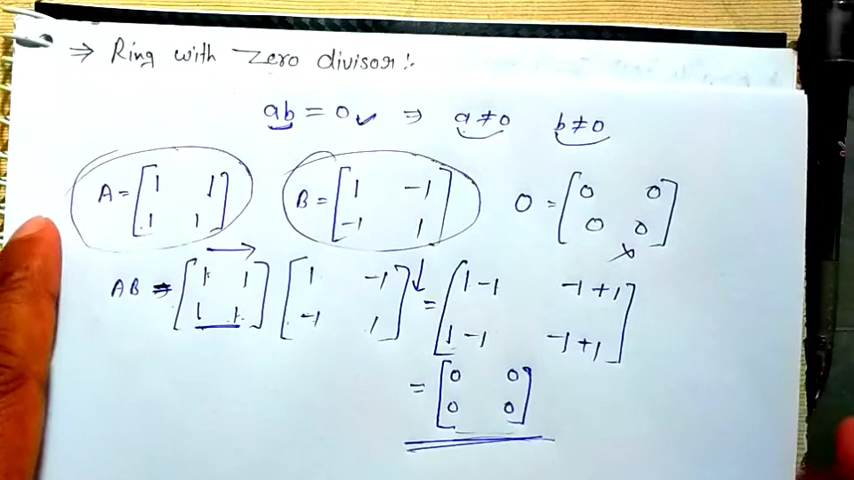 ⇒ Ring with Zero divisor :-
ab = 0 ✓ ⇒ a ≠ 0 b ≠ 0
A = [1 1 B = [1 -1 0 = [0 0
1 1] -1 1] 0 0]
AB = [1 1 [1 -1 = [1-1 -1+1
1 1] -1 1] 1-1 -1+1]
= [0 0
0 0]